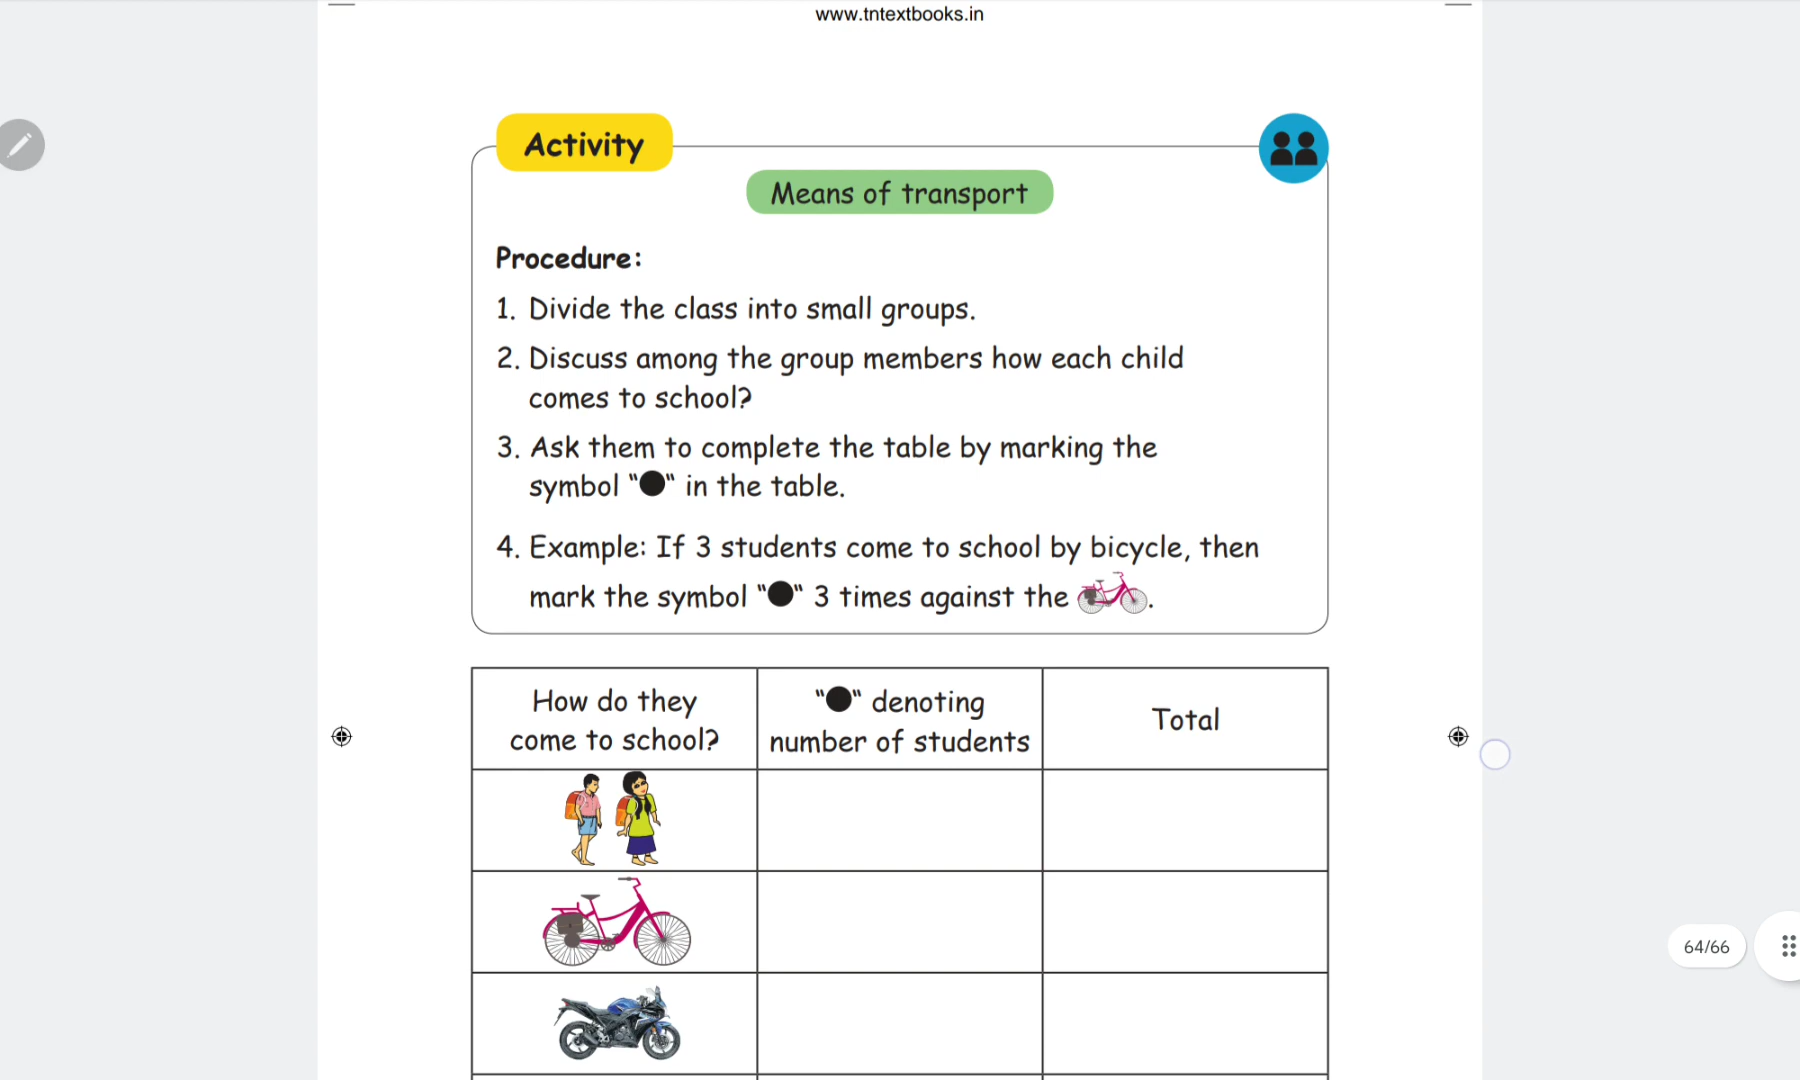 www.tntextbooks.in
Activity
Means of transport
Procedure:
1. Divide the class into small groups.
2. Discuss among the group members how each child
comes to school?
3. Ask them to complete the table by marking the
symbol "●" in the table.
4. Example: If 3 students come to school by bicycle, then
mark the symbol "●" 3 times against the .
How do they
come to school?
"●" denoting
number of students
Total
64/66